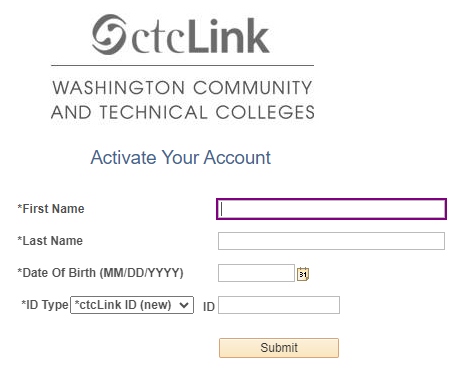 ctcLink
WASHINGTON COMMUNITY
AND TECHNICAL COLLEGES
Activate Your Account
*First Name
*Last Name
*Date Of Birth (MM/DD/YYYY)
31
*ID Type *ctcLink ID (new) ID
Submit